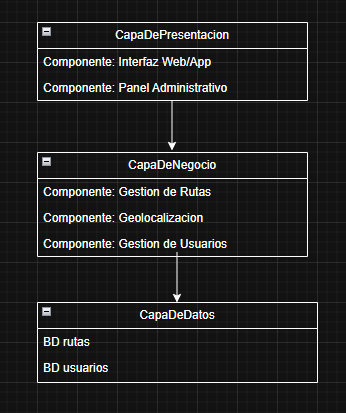 CapaDePresentacion
Componente: Interfaz Web/App
Componente: Panel Administrativo
CapaDeNegocio
Componente: Gestion de Rutas
Componente: Geolocalizacion
Componente: Gestion de Usuarios
CapaDeDatos
BD rutas
BD usuarios